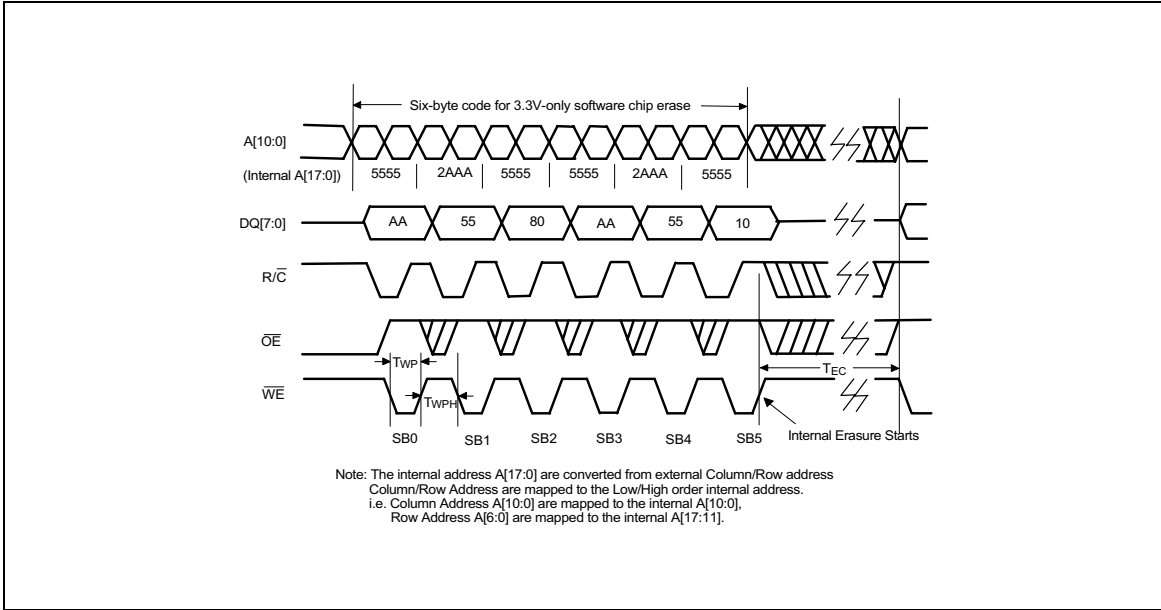 Six-byte code for 3.3V-only software chip erase
A[10:0]
(Internal A[17:0])
5555 2AAA 5555 5555 2AAA 5555
DQ[7:0]
AA 55 80 AA 55 10
R/C̅
O̅E̅
TWP
TEC
W̅E̅
TWPH
SB0 SB1 SB2 SB3 SB4 SB5
Internal Erasure Starts
Note: The internal address A[17:0] are converted from external Column/Row address
Column/Row Address are mapped to the Low/High order internal address.
i.e. Column Address A[10:0] are mapped to the internal A[10:0],
Row Address A[6:0] are mapped to the internal A[17:11].